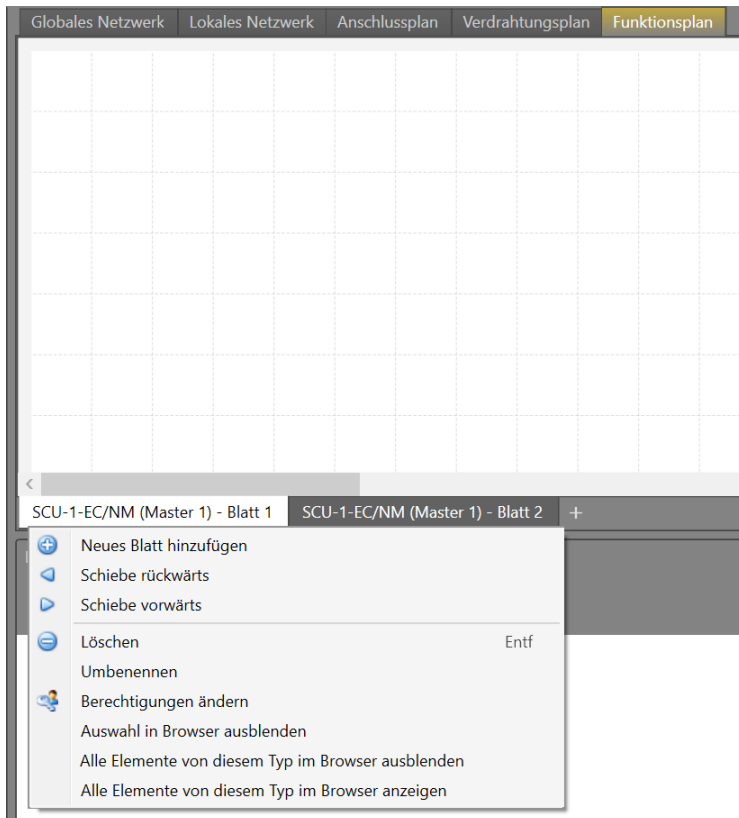 Globales Netzwerk Lokales Netzwerk Anschlussplan Verdrahtungsplan Funktionsplan
SCU-1-EC/NM (Master 1) - Blatt 1 SCU-1-EC/NM (Master 1) - Blatt 2 +
Neues Blatt hinzufügen
Schiebe rückwärts
Schiebe vorwärts
Löschen Entf
Umbenennen
Berechtigungen ändern
Auswahl in Browser ausblenden
Alle Elemente von diesem Typ im Browser ausblenden
Alle Elemente von diesem Typ im Browser anzeigen